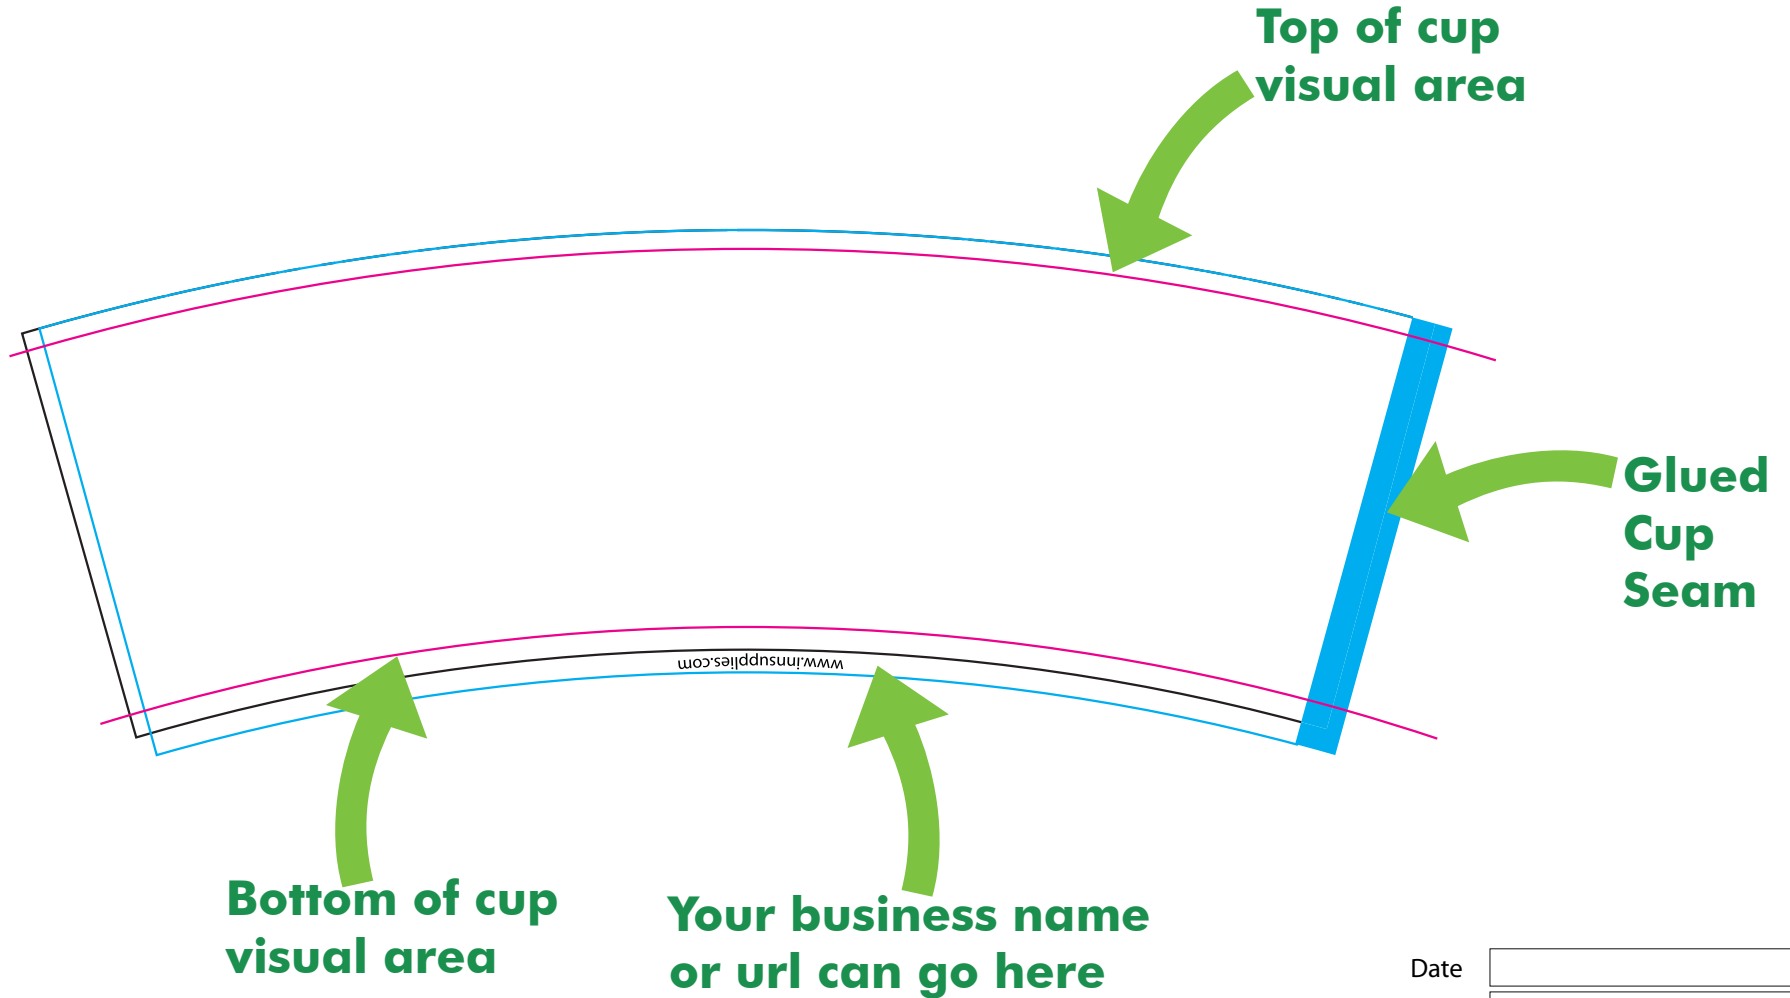 Top of cup
visual area
Glued
Cup
Seam
www.innsupplies.com
Bottom of cup
visual area
Your business name
or url can go here
Date